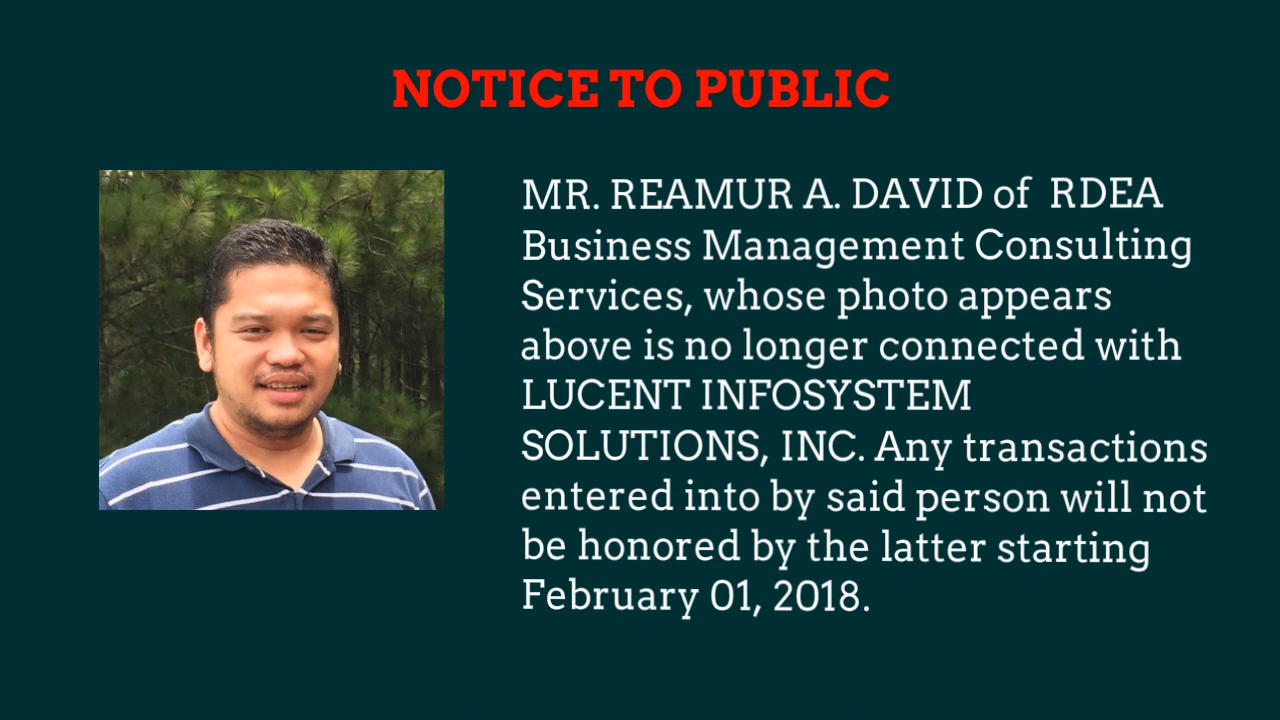 NOTICE TO PUBLIC
MR. REAMUR A. DAVID of RDEA
Business Management Consulting
Services, whose photo appears
above is no longer connected with
LUCENT INFOSYSTEM
SOLUTIONS, INC. Any transactions
entered into by said person will not
be honored by the latter starting
February 01, 2018.